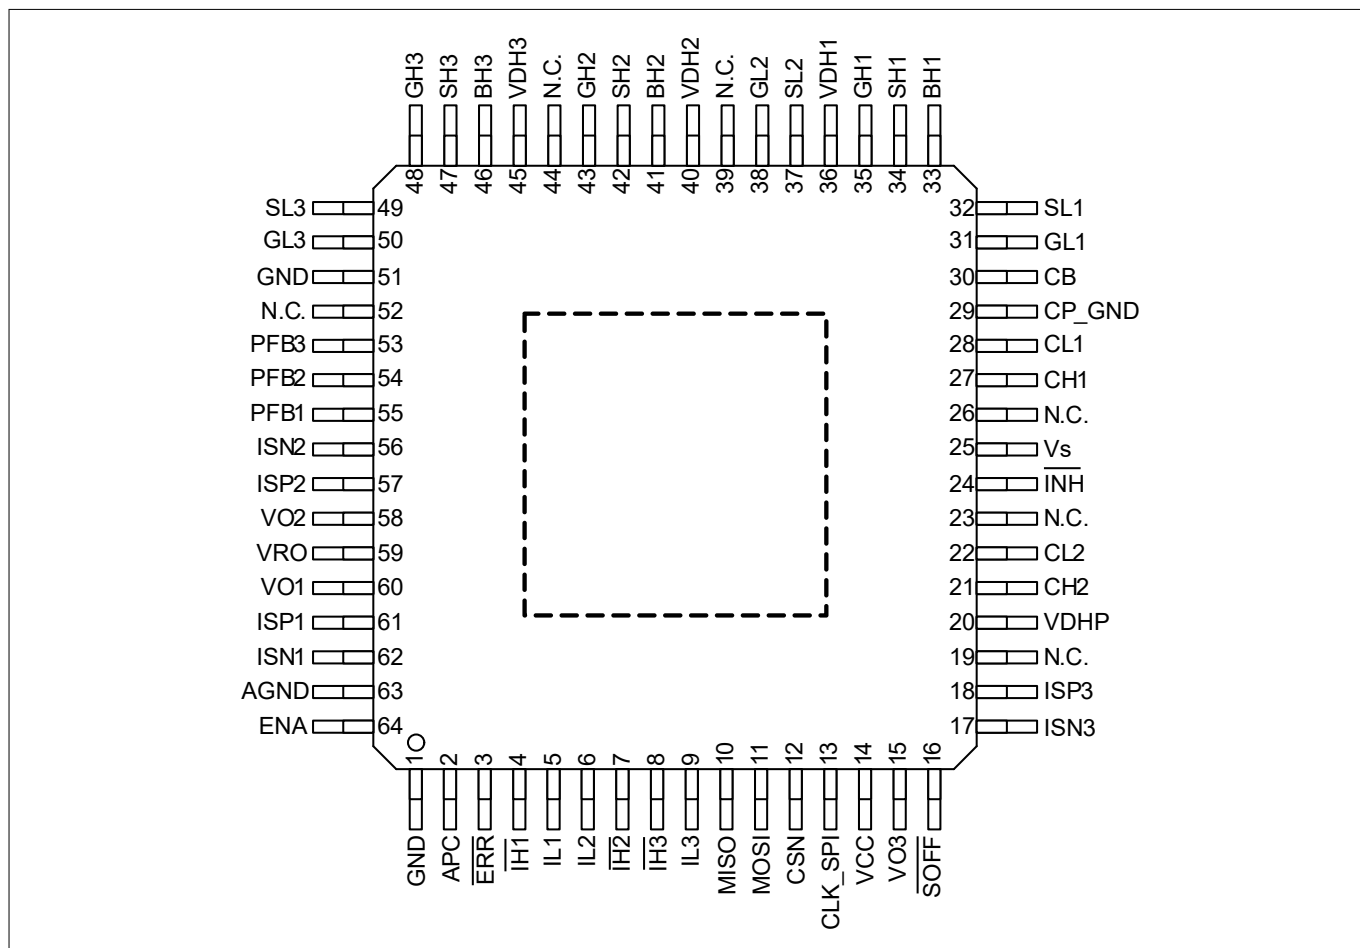 GH3 SH3 BH3 VDH3 N.C. GH2 SH2 BH2 VDH2 N.C. GL2 SL2 VDH1 GH1 SH1 BH1
48 47 46 45 44 43 42 41 40 39 38 37 36 35 34 33
SL3 49 32 SL1
GL3 50 31 GL1
GND 51 30 CB
N.C. 52 29 CP_GND
PFB3 53 28 CL1
PFB2 54 27 CH1
PFB1 55 26 N.C.
ISN2 56 25 Vs
ISP2 57 24 I̅N̅H̅
VO2 58 23 N.C.
VRO 59 22 CL2
VO1 60 21 CH2
ISP1 61 20 VDHP
ISN1 62 19 N.C.
AGND 63 18 ISP3
ENA 64 17 ISN3
1 2 3 4 5 6 7 8 9 10 11 12 13 14 15 16
GND APC E̅R̅R̅ I̅H̅1̅ IL1 IL2 I̅H̅2̅ I̅H̅3̅ IL3 MISO MOSI CSN CLK_SPI VCC VO3 S̅O̅F̅F̅